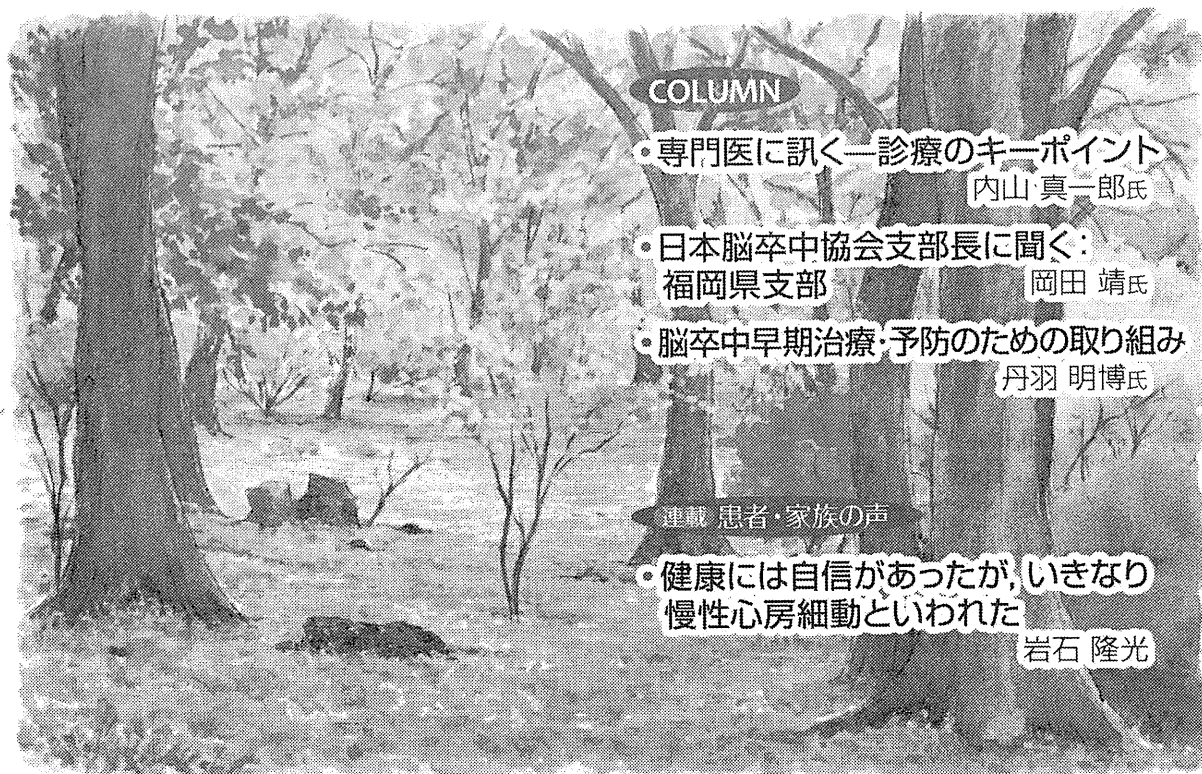 COLUMN
・専門医に訊く―診療のキーポイント
内山 真一郎氏
・日本脳卒中協会支部長に聞く：
福岡県支部 岡田 靖氏
・脳卒中早期治療・予防のための取り組み
丹羽 明博氏
連載 患者・家族の声
・健康には自信があったが，いきなり
慢性心房細動といわれた
岩石 隆光